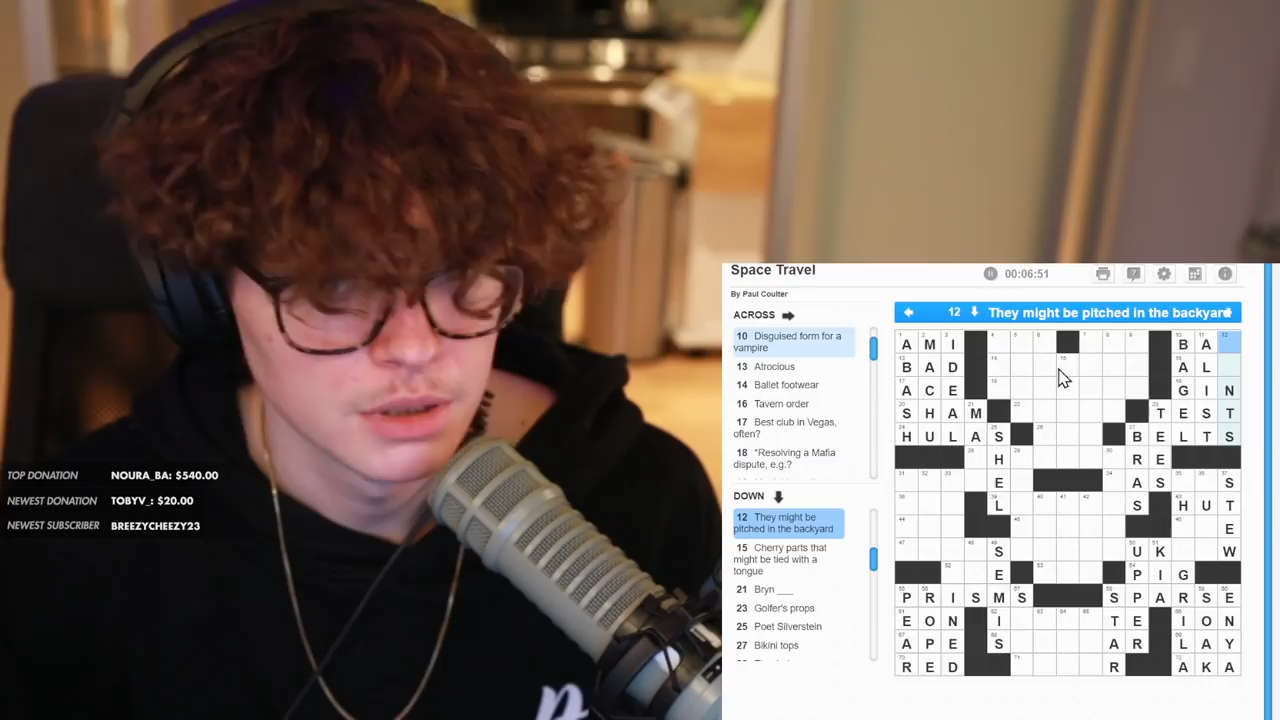 TOP DONATION NOURA_BA: $540.00
NEWEST DONATION TOBYV_: $20.00
NEWEST SUBSCRIBER BREEZYCHEEZY23
Space Travel
00:06:51
By Paul Coulter
ACROSS
10 Disguised form for a
vampire
13 Atrocious
14 Ballet footwear
16 Tavern order
17 Best club in Vegas,
often?
18 *Resolving a Mafia
dispute, e.g.?
DOWN
12 They might be
pitched in the backyard
15 Cherry parts that
might be tied with a
tongue
21 Bryn ___
23 Golfer's props
25 Poet Silverstein
27 Bikini tops
12 They might be pitched in the backyard
A M I B A
B A D A L
A C E G I N
S H A M T E S T
H U L A S B E L T S
H R E
E A S S
L S H U T
E
S U K W
E P I G
P R I S M S S P A R S E
E O N I T E I O N
A P E S A R L A Y
R E D R A K A